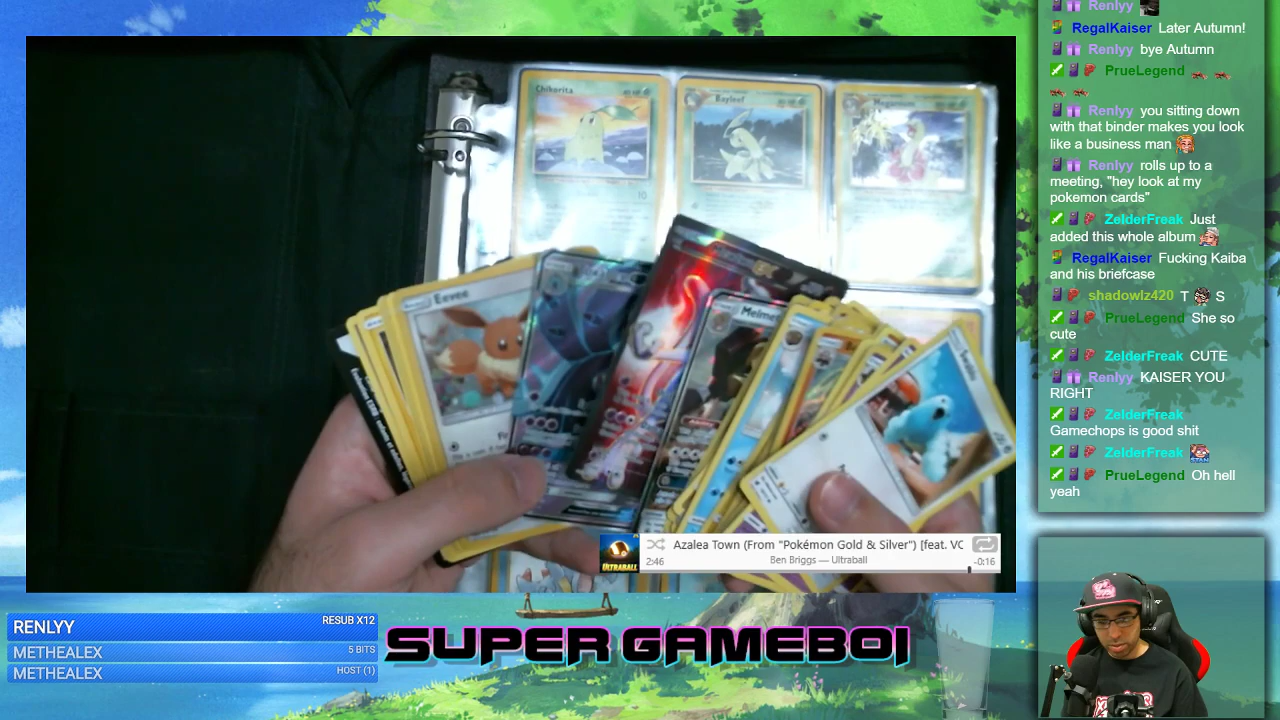 Renlyy
RegalKaiser Later Autumn!
Renlyy bye Autumn
PrueLegend
Renlyy you sitting down
with that binder makes you look
like a business man
Renlyy rolls up to a
meeting, "hey look at my
pokemon cards"
ZelderFreak Just
added this whole album
RegalKaiser Fucking Kaiba
and his briefcase
shadowlz420 T S
PrueLegend She so
cute
ZelderFreak CUTE
Renlyy KAISER YOU
RIGHT
ZelderFreak
Gamechops is good shit
ZelderFreak
PrueLegend Oh hell
yeah
Chikorita
Bayleef
Meganium
Eevee
ULTRABALL
Azalea Town (From "Pokémon Gold & Silver") [feat. VC
2:46
Ben Briggs — Ultraball
-0:16
RENLYY RESUB X12
METHEALEX 5 BITS
METHEALEX HOST (1)
SUPER GAMEBOI